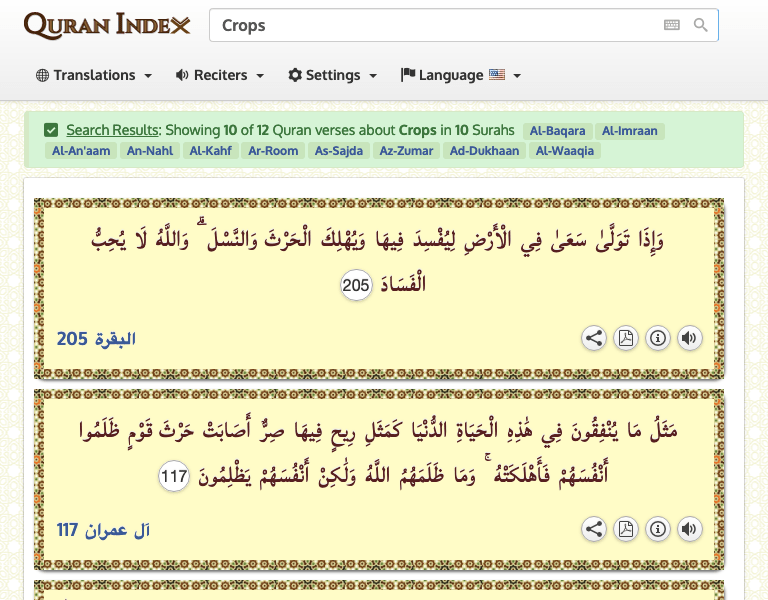 QURAN INDEX
Crops
Translations Reciters Settings Language
Search Results: Showing 10 of 12 Quran verses about Crops in 10 Surahs Al-Baqara Al-Imraan
Al-An'aam An-Nahl Al-Kahf Ar-Room As-Sajda Az-Zumar Ad-Dukhaan Al-Waaqia
وَإِذَا تَوَلَّىٰ سَعَىٰ فِي الْأَرْضِ لِيُفْسِدَ فِيهَا وَيُهْلِكَ الْحَرْثَ وَالنَّسْلَ ۗ وَاللَّهُ لَا يُحِبُّ
الْفَسَادَ 205
البقرة 205
مَثَلُ مَا يُنْفِقُونَ فِي هَٰذِهِ الْحَيَاةِ الدُّنْيَا كَمَثَلِ رِيحٍ فِيهَا صِرٌّ أَصَابَتْ حَرْثَ قَوْمٍ ظَلَمُوا
أَنْفُسَهُمْ فَأَهْلَكَتْهُ ۚ وَمَا ظَلَمَهُمُ اللَّهُ وَلَٰكِنْ أَنْفُسَهُمْ يَظْلِمُونَ 117
آل عمران 117